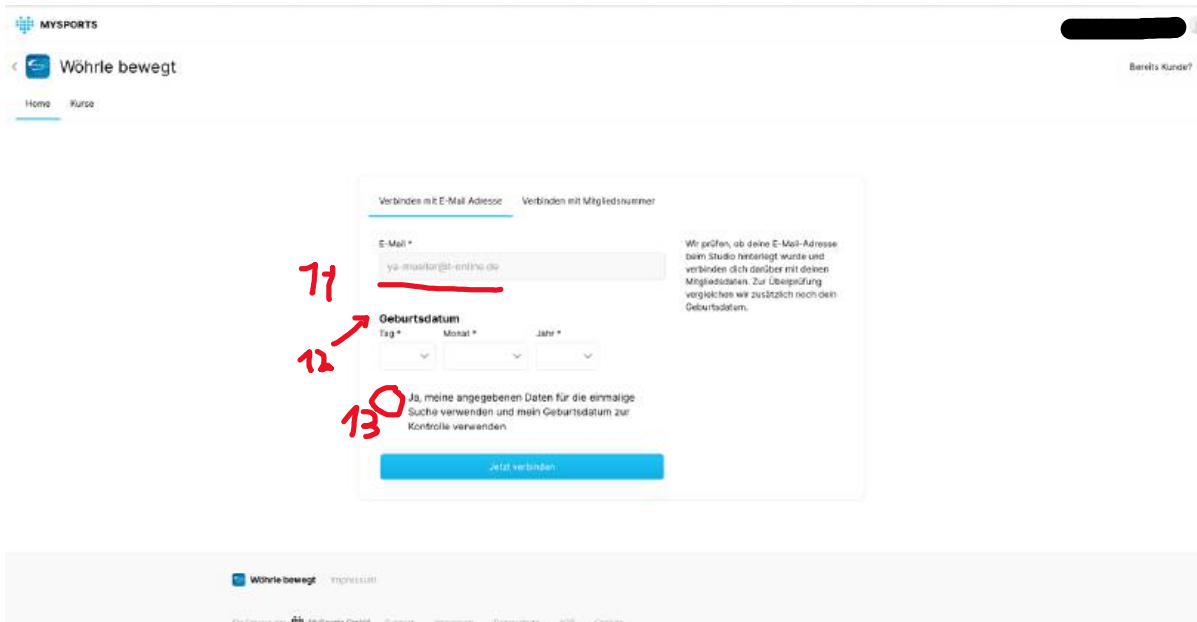 MYSPORTS
Wöhrle bewegt
Bereits Kunde?
Home Kurse
Verbinden mit E-Mail Adresse Verbinden mit Mitgliedsnummer
E-Mail *
Wir prüfen, ob deine E-Mail-Adresse
beim Studio hinterlegt wurde und
verbinden dich darüber mit deinen
Mitgliedsdaten. Zur Überprüfung
vergleichen wir zusätzlich noch dein
Geburtsdatum.
11
Geburtsdatum
Tag * Monat * Jahr *
12
Ja, meine angegebenen Daten für die einmalige
Suche verwenden und mein Geburtsdatum zur
Kontrolle verwenden
13
Jetzt verbinden
Wöhrle bewegt Impressum
MySports GmbH